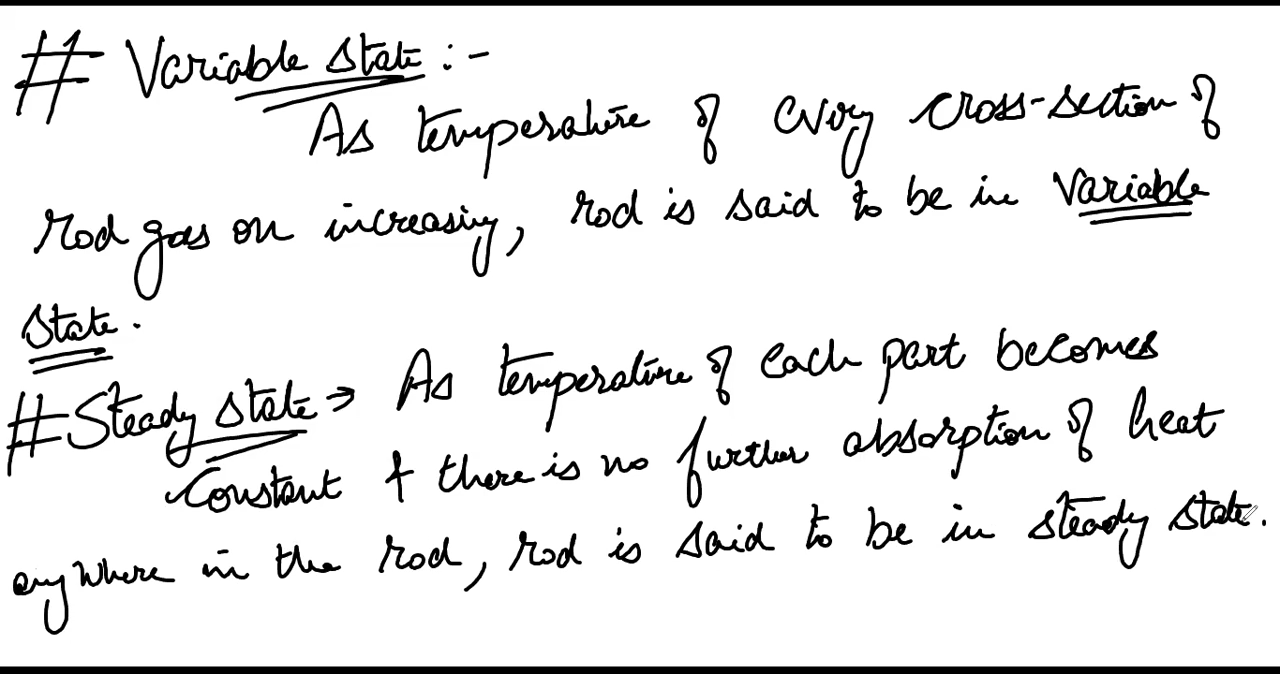 # Variable state :-
As temperature of every cross-section of
rod goes on increasing, rod is said to be in Variable
state.
# Steady state → As temperature of each part becomes
Constant & there is no further absorption of heat
anywhere in the rod, rod is said to be in steady state.